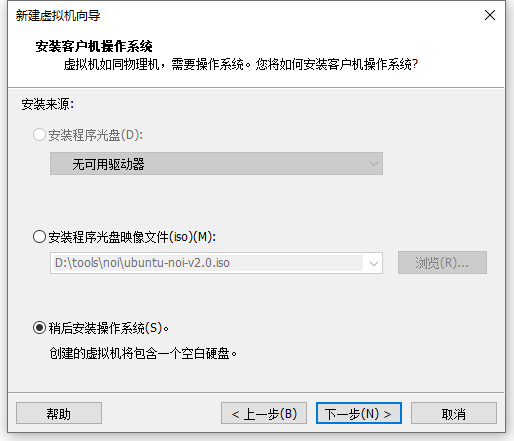 新建虚拟机向导
安装客户机操作系统
虚拟机如同物理机，需要操作系统。您将如何安装客户机操作系统?
安装来源:
安装程序光盘(D):
无可用驱动器
安装程序光盘映像文件(iso)(M):
D:\tools\noi\ubuntu-noi-v2.0.iso
浏览(R)...
稍后安装操作系统(S)。
创建的虚拟机将包含一个空白硬盘。
帮助
< 上一步(B)
下一步(N) >
取消